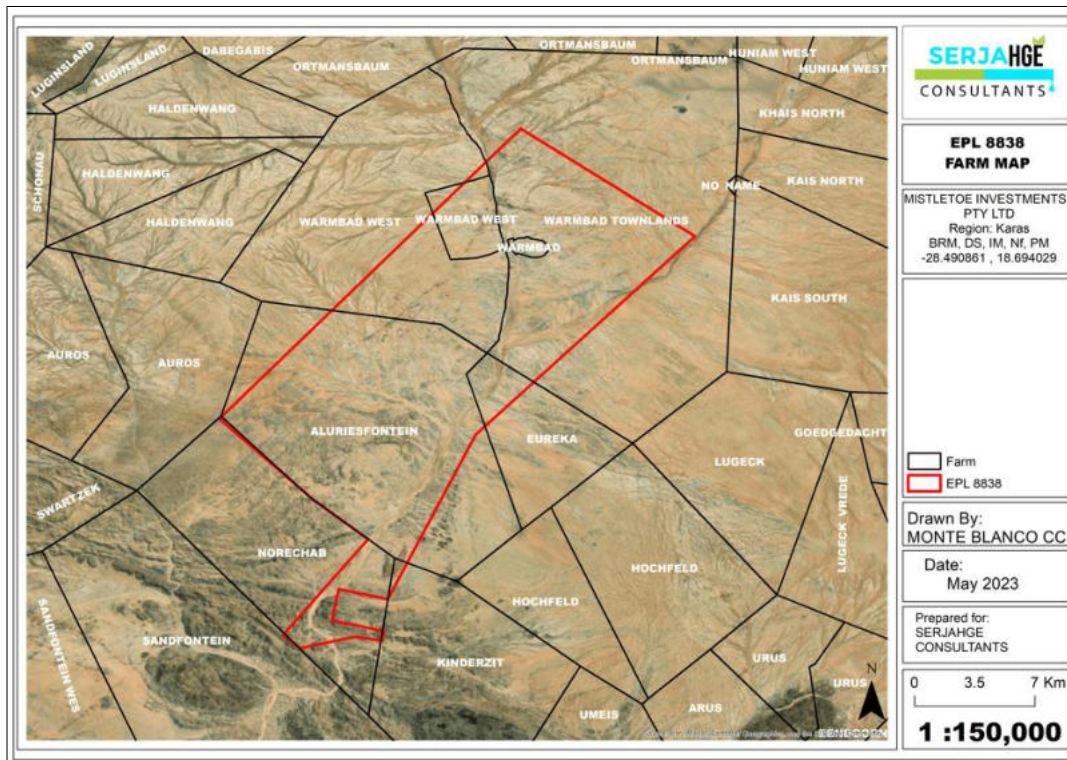 DABEGABIS
ORTMANSBAUM
LUGINSLAND
LUGINSLAND
ORTMANSBAUM
ORTMANSBAUM
HUNIAM WEST
HUNIAM WEST
HALDENWANG
KHAIS NORTH
SCHONAU
HALDENWANG
KAIS NORTH
NO NAME
HALDENWANG
WARMBAD WEST
WARMBAD WEST
WARMBAD TOWNLANDS
WARMBAD
KAIS SOUTH
AUROS
AUROS
ALURIESFONTEIN
EUREKA
GOEDGEDACHT
LUGECK
SWARTZEK
LUGECK VREDE
NORECHAB
HOCHFELD
HOCHFELD
SANDFONTEIN WES
SANDFONTEIN
KINDERZIT
URUS
URUS
UMEIS
ARUS
N
SERJAHGE
CONSULTANTS
EPL 8838
FARM MAP
MISTLETOE INVESTMENTS
PTY LTD
Region: Karas
BRM, DS, IM, Nf, PM
-28.490861 , 18.694029
Farm
EPL 8838
Drawn By:
MONTE BLANCO CC
Date:
May 2023
Prepared for:
SERJAHGE
CONSULTANTS
0 3.5 7 Km
1 :150,000